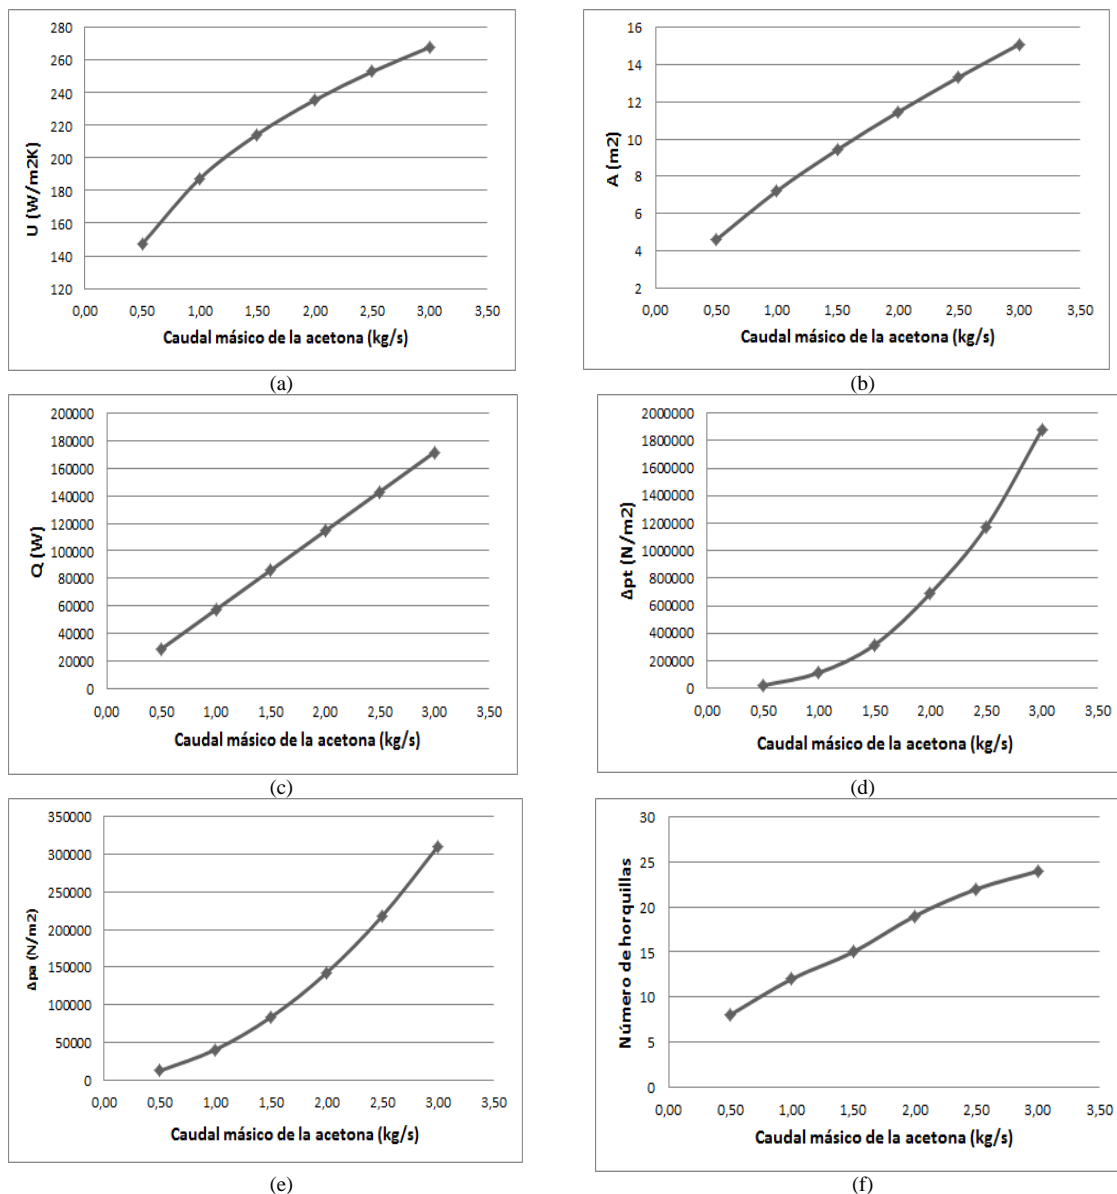 U (W/m2K)
280
260
240
220
200
180
160
140
120
0,00 0,50 1,00 1,50 2,00 2,50 3,00 3,50
Caudal másico de la acetona (kg/s)
(a)
A (m2)
16
14
12
10
8
6
4
2
0,00 0,50 1,00 1,50 2,00 2,50 3,00 3,50
Caudal másico de la acetona (kg/s)
(b)
Q (W)
200000
180000
160000
140000
120000
100000
80000
60000
40000
20000
0
0,00 0,50 1,00 1,50 2,00 2,50 3,00 3,50
Caudal másico de la acetona (kg/s)
(c)
Δpt (N/m2)
2000000
1800000
1600000
1400000
1200000
1000000
800000
600000
400000
200000
0
0,00 0,50 1,00 1,50 2,00 2,50 3,00 3,50
Caudal másico de la acetona (kg/s)
(d)
Δpa (N/m2)
350000
300000
250000
200000
150000
100000
50000
0
0,00 0,50 1,00 1,50 2,00 2,50 3,00 3,50
Caudal másico de la acetona (kg/s)
(e)
Número de horquillas
30
25
20
15
10
5
0
0,00 0,50 1,00 1,50 2,00 2,50 3,00 3,50
Caudal másico de la acetona (kg/s)
(f)